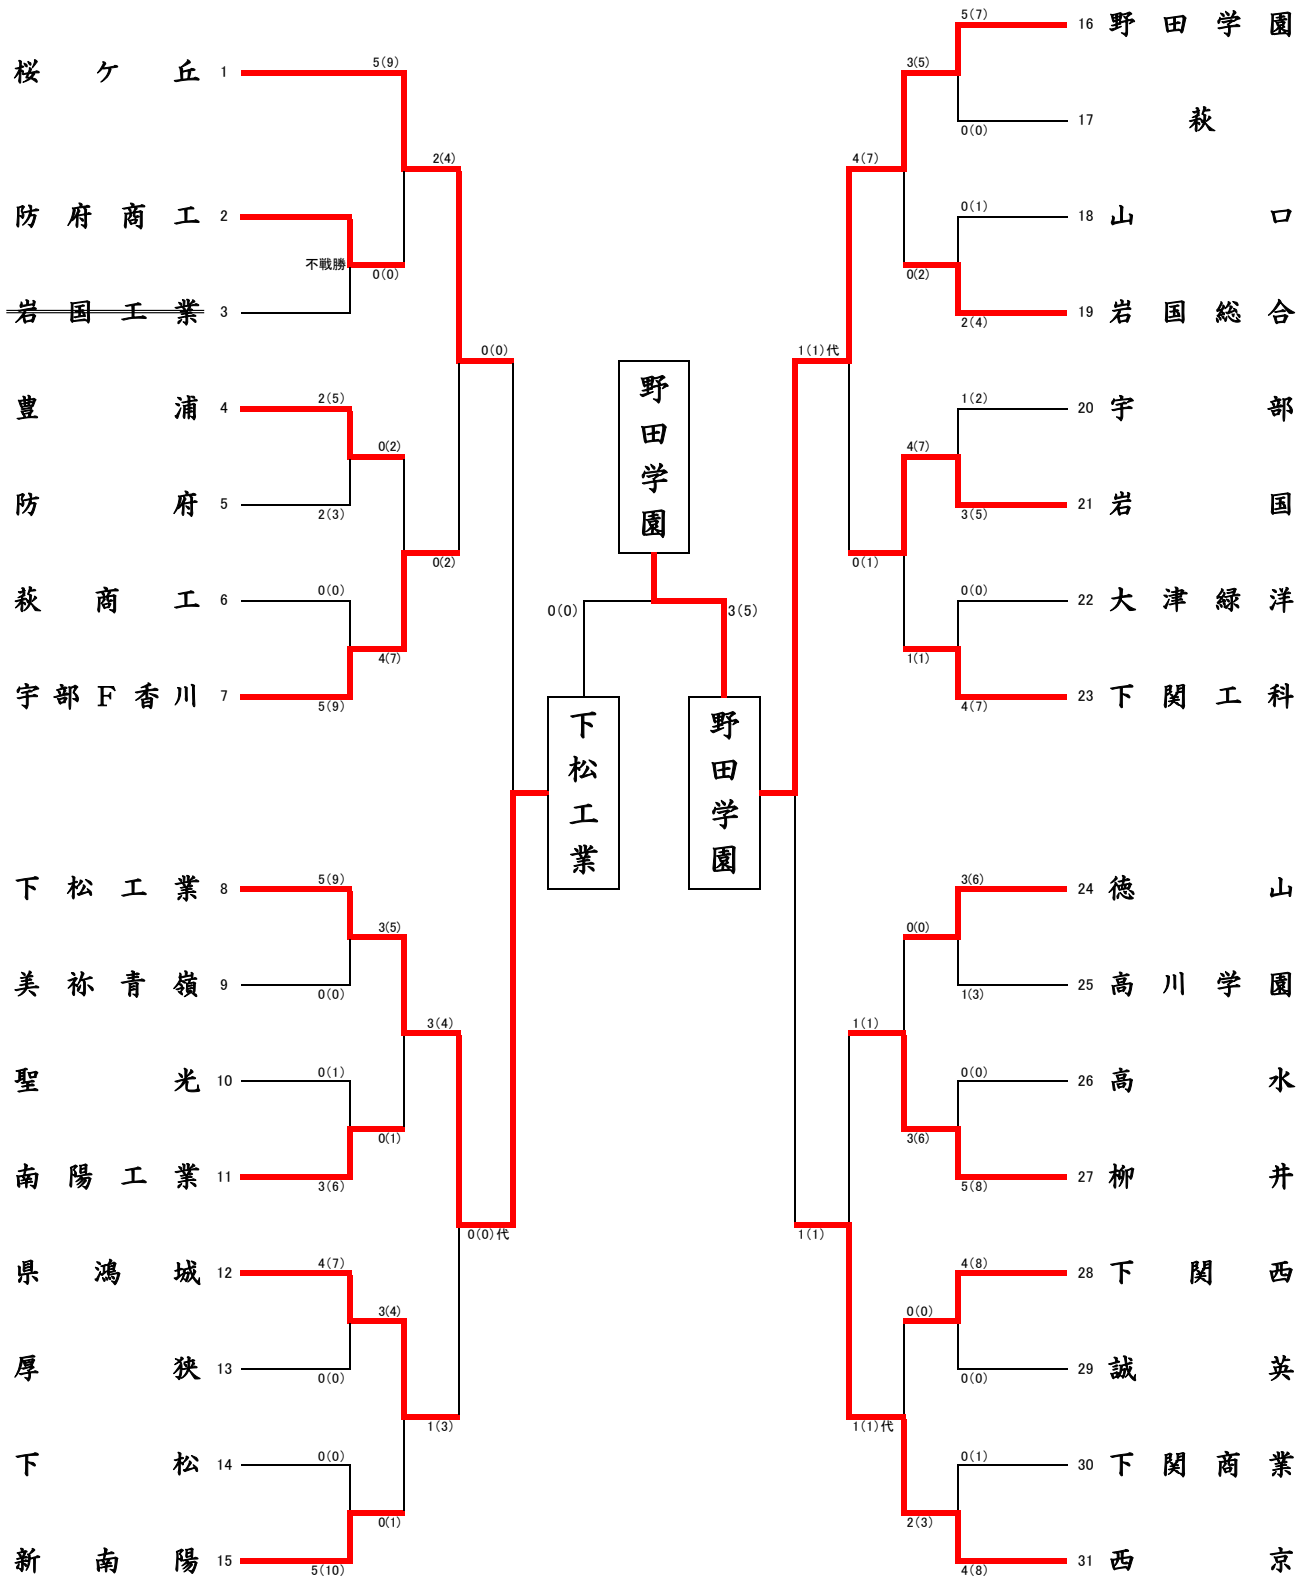 桜ケ丘 1
5(9)
2(4)
防府商工 2
不戦勝
0(0)
岩国工業 3
0(0)
豊浦 4
2(5)
0(2)
防府 5
2(3)
0(2)
萩商工 6
0(0)
4(7)
宇部F香川 7
5(9)
下松工業 8
5(9)
3(5)
美祢青嶺 9
0(0)
3(4)
聖光 10
0(1)
0(1)
南陽工業 11
3(6)
0(0)代
県鴻城 12
4(7)
3(4)
厚狭 13
0(0)
1(3)
下松 14
0(0)
0(1)
新南陽 15
5(10)
野田学園
0(0)
3(5)
下松工業
野田学園
5(7)
16 野田学園
3(5)
17 萩
0(0)
4(7)
0(1)
18 山口
0(2)
19 岩国総合
2(4)
1(1)代
1(2)
20 宇部
4(7)
21 岩国
3(5)
0(1)
0(0)
22 大津緑洋
1(1)
23 下関工科
4(7)
3(6)
24 徳山
0(0)
25 高川学園
1(3)
1(1)
0(0)
26 高水
3(6)
27 柳井
5(8)
1(1)
4(8)
28 下関西
0(0)
29 誠英
0(0)
1(1)代
0(1)
30 下関商業
2(3)
31 西京
4(8)